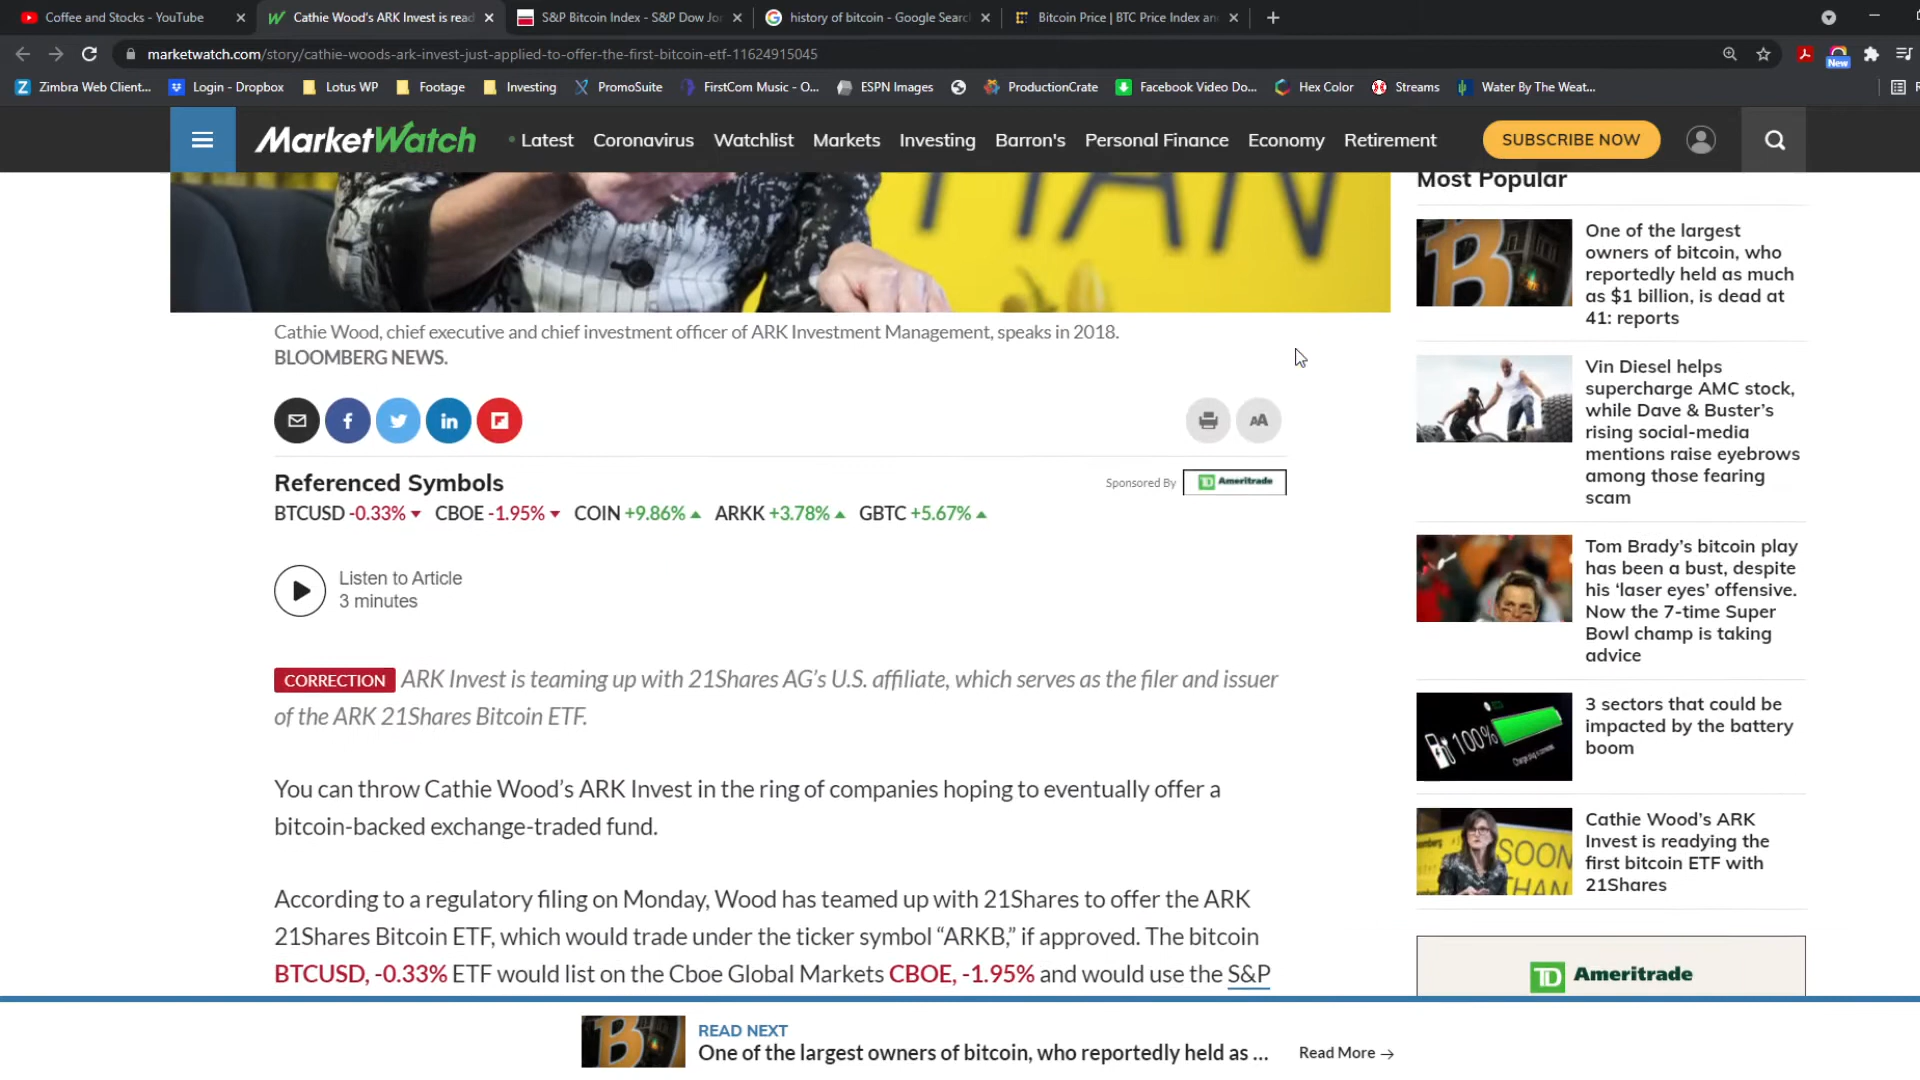 Coffee and Stocks - YouTube
Cathie Wood's ARK Invest is read
S&P Bitcoin Index - S&P Dow Jo
history of bitcoin - Google Searc
Bitcoin Price | BTC Price Index an
marketwatch.com/story/cathie-woods-ark-invest-just-applied-to-offer-the-first-bitcoin-etf-11624915045
New
Zimbra Web Client...
Login - Dropbox
Lotus WP
Footage
Investing
PromoSuite
FirstCom Music - O...
ESPN Images
ProductionCrate
Facebook Video Do...
Hex Color
Streams
Water By The Weat...
MarketWatch
Latest
Coronavirus
Watchlist
Markets
Investing
Barron's
Personal Finance
Economy
Retirement
SUBSCRIBE NOW
Cathie Wood, chief executive and chief investment officer of ARK Investment Management, speaks in 2018.
BLOOMBERG NEWS.
AA
Referenced Symbols
Sponsored By
TD Ameritrade
BTCUSD -0.33%
CBOE -1.95%
COIN +9.86%
ARKK +3.78%
GBTC +5.67%
Listen to Article
3 minutes
CORRECTION ARK Invest is teaming up with 21Shares AG's U.S. affiliate, which serves as the filer and issuer
of the ARK 21Shares Bitcoin ETF.
You can throw Cathie Wood's ARK Invest in the ring of companies hoping to eventually offer a
bitcoin-backed exchange-traded fund.
According to a regulatory filing on Monday, Wood has teamed up with 21Shares to offer the ARK
21Shares Bitcoin ETF, which would trade under the ticker symbol “ARKB,” if approved. The bitcoin
BTCUSD, -0.33% ETF would list on the Cboe Global Markets CBOE, -1.95% and would use the S&P
Most Popular
One of the largest
owners of bitcoin, who
reportedly held as much
as $1 billion, is dead at
41: reports
Vin Diesel helps
supercharge AMC stock,
while Dave & Buster's
rising social-media
mentions raise eyebrows
among those fearing
scam
Tom Brady's bitcoin play
has been a bust, despite
his ‘laser eyes’ offensive.
Now the 7-time Super
Bowl champ is taking
advice
100%
3 sectors that could be
impacted by the battery
boom
SOON
THAN
Cathie Wood's ARK
Invest is readying the
first bitcoin ETF with
21Shares
TD Ameritrade
READ NEXT
One of the largest owners of bitcoin, who reportedly held as ...
Read More →